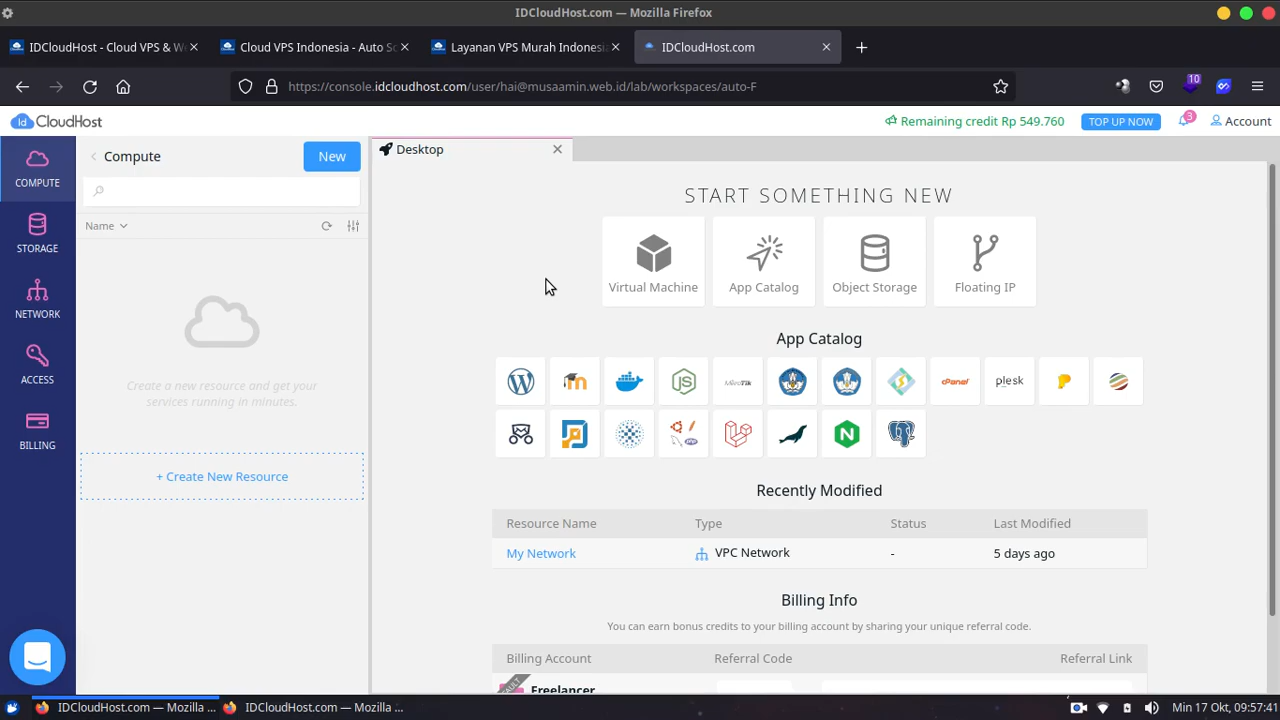 IDCloudHost.com — Mozilla Firefox
IDCloudHost - Cloud VPS & W
Cloud VPS Indonesia - Auto Sc
Layanan VPS Murah Indonesia
IDCloudHost.com
https://console.idcloudhost.com/user/hai@musaamin.web.id/lab/workspaces/auto-F
10
Id CloudHost
Remaining credit Rp 549.760
TOP UP NOW
3
Account
COMPUTE
STORAGE
NETWORK
ACCESS
BILLING
Compute
New
Name
Create a new resource and get your
services running in minutes.
+ Create New Resource
Desktop
START SOMETHING NEW
Virtual Machine
App Catalog
Object Storage
Floating IP
App Catalog
MikroTik
cPanel
plesk
php
Recently Modified
Resource Name Type Status Last Modified
My Network VPC Network - 5 days ago
Billing Info
You can earn bonus credits to your billing account by sharing your unique referral code.
Billing Account Referral Code Referral Link
Freelancer
IDCloudHost.com — Mozilla ...
IDCloudHost.com — Mozilla ...
Min 17 Okt, 09:57:41